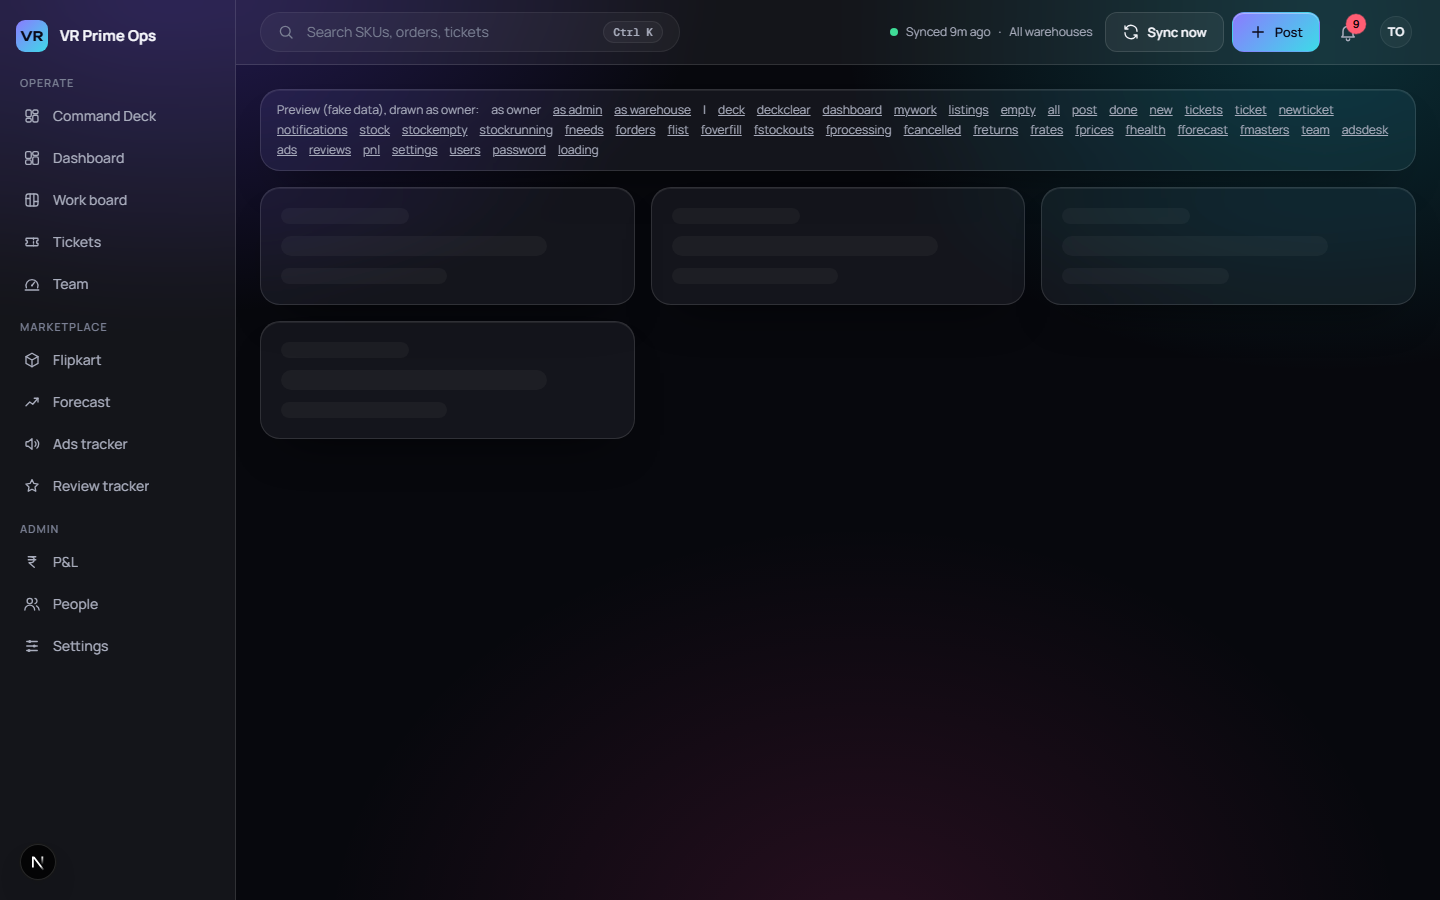 VR
VR Prime Ops
Search SKUs, orders, tickets
Ctrl K
Synced 9m ago · All warehouses
Sync now
Post
9
TO
OPERATE
Command Deck
Dashboard
Work board
Tickets
Team
MARKETPLACE
Flipkart
Forecast
Ads tracker
Review tracker
ADMIN
P&L
People
Settings
N
Preview (fake data), drawn as owner: as owner as admin as warehouse | deck deckclear dashboard mywork listings empty all post done new tickets ticket newticket
notifications stock stockempty stockrunning fneeds forders flist foverfill fstockouts fprocessing fcancelled freturns frates fprices fhealth fforecast fmasters team adsdesk
ads reviews pnl settings users password loading